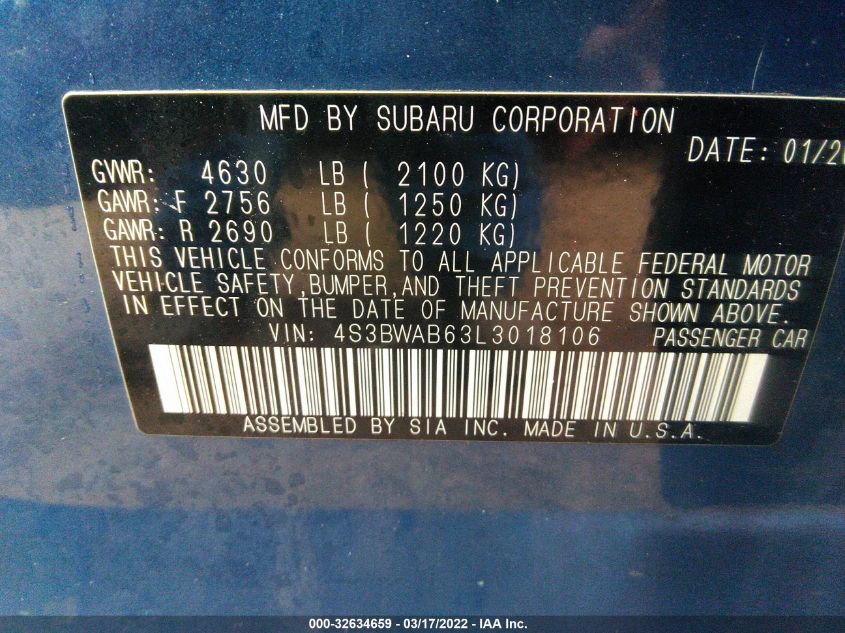 MFD BY SUBARU CORPORATION
DATE: 01/20
GVWR: 4630 LB ( 2100 KG)
GAWR: F 2756 LB ( 1250 KG)
GAWR: R 2690 LB ( 1220 KG)
THIS VEHICLE CONFORMS TO ALL APPLICABLE FEDERAL MOTOR
VEHICLE SAFETY, BUMPER, AND THEFT PREVENTION STANDARDS
IN EFFECT ON THE DATE OF MANUFACTURE SHOWN ABOVE.
VIN: 4S3BWAB63L3018106 PASSENGER CAR
ASSEMBLED BY SIA INC. MADE IN U.S.A.
000-32634659 - 03/17/2022 - IAA Inc.